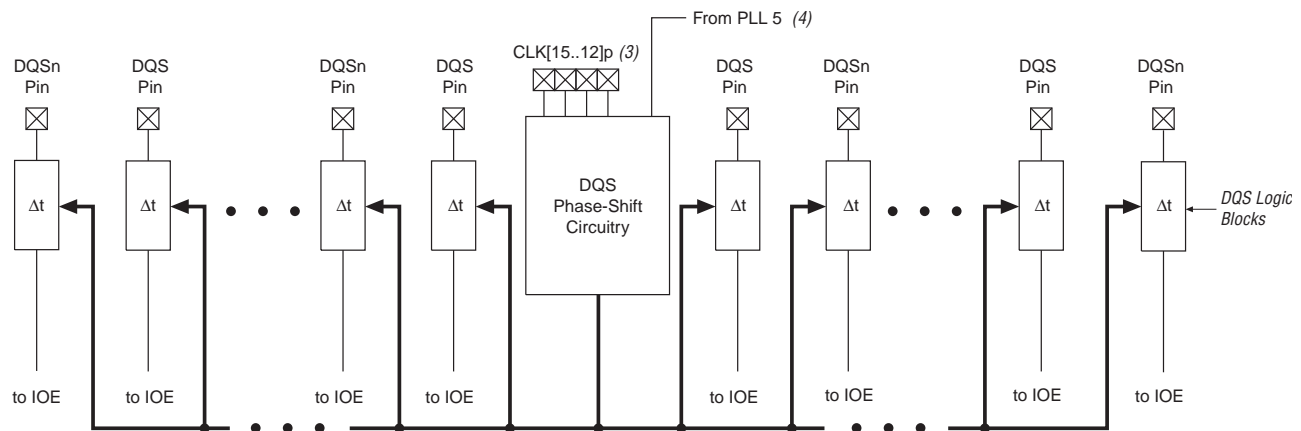 From PLL 5 (4)
CLK[15..12]p (3)
DQSn
Pin
DQS
Pin
DQSn
Pin
DQS
Pin
DQS
Pin
DQSn
Pin
DQS
Pin
DQSn
Pin
Δt
Δt
Δt
Δt
DQS
Phase-Shift
Circuitry
Δt
Δt
Δt
Δt
DQS Logic
Blocks
to IOE
to IOE
to IOE
to IOE
to IOE
to IOE
to IOE
to IOE